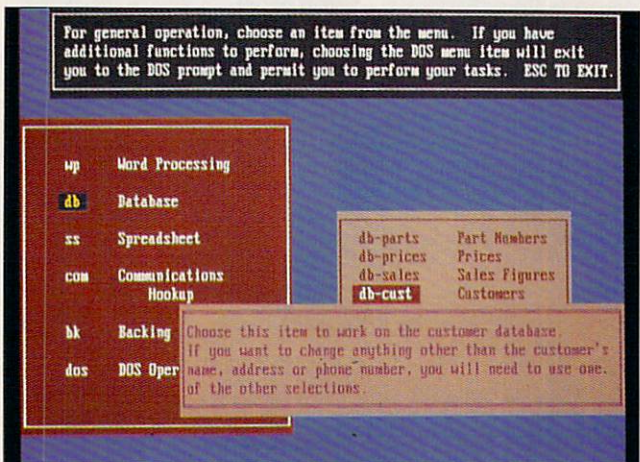 For general operation, choose an item from the menu. If you have
additional functions to perform, choosing the DOS menu item will exit
you to the DOS prompt and permit you to perform your tasks. ESC TO EXIT.
wp Word Processing
db Database
ss Spreadsheet
com Communications
Hookup
bk Backing
dos DOS Oper
db-parts Part Numbers
db-prices Prices
db-sales Sales Figures
db-cust Customers
Choose this item to work on the customer database.
If you want to change anything other than the customer's
name, address or phone number, you will need to use one
of the other selections.